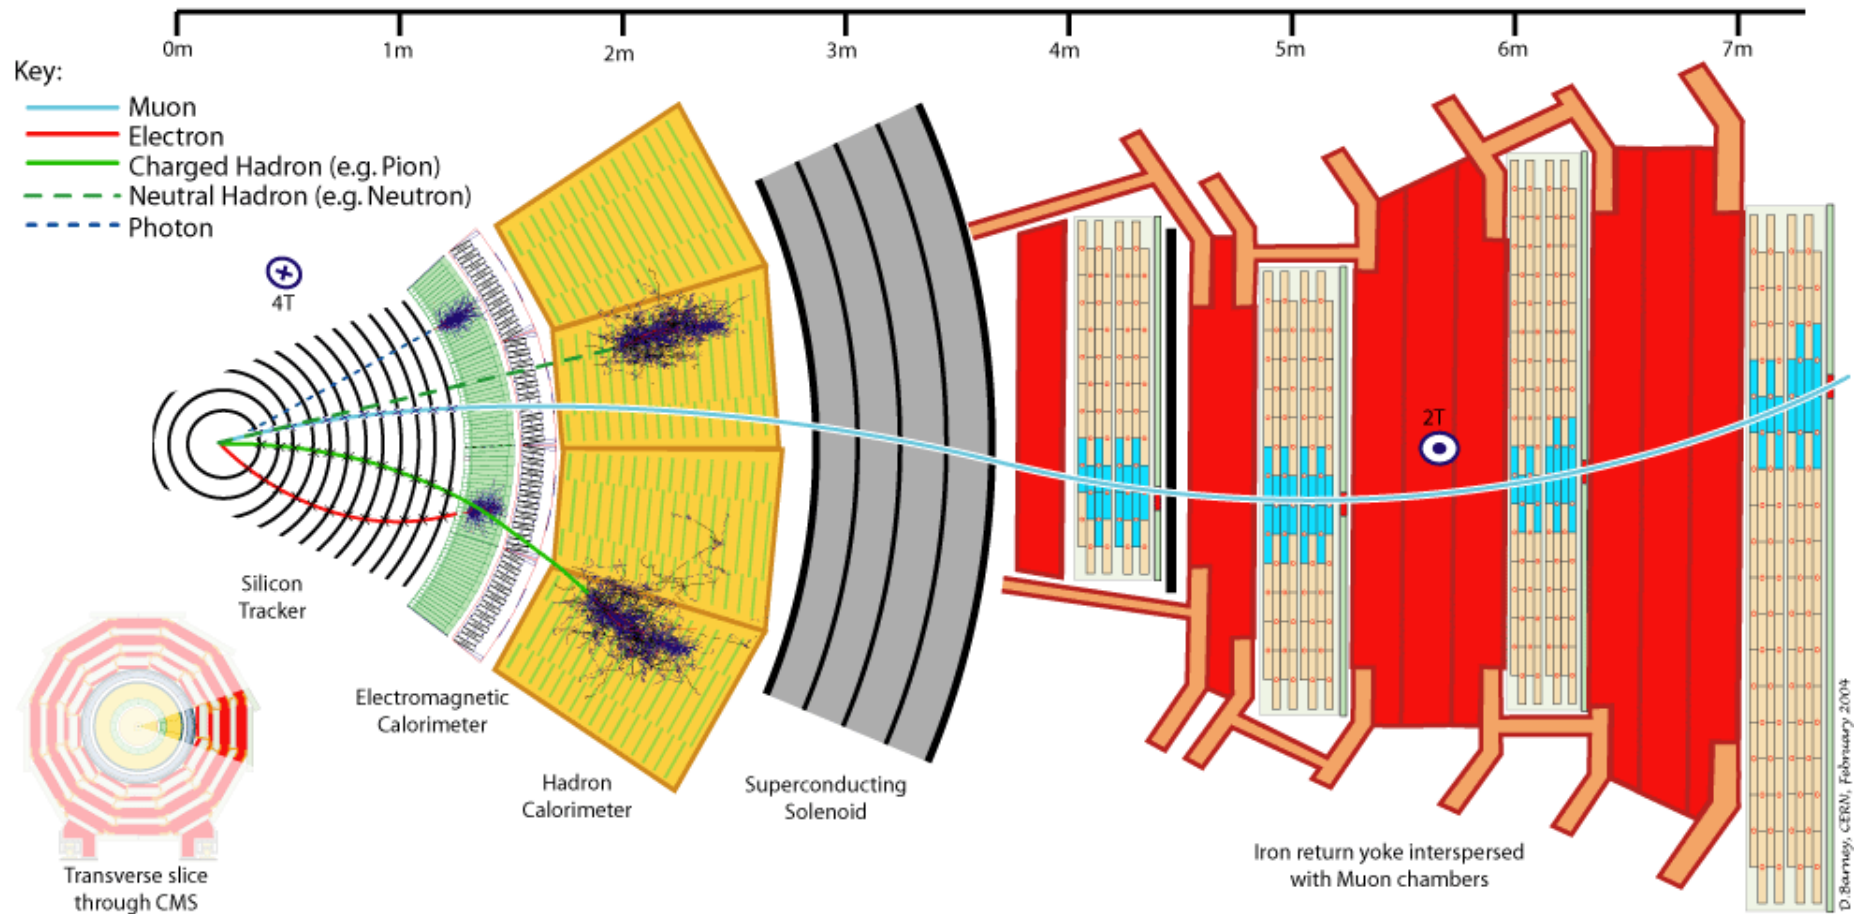 0m 1m 2m 3m 4m 5m 6m 7m
Key:
Muon
Electron
Charged Hadron (e.g. Pion)
Neutral Hadron (e.g. Neutron)
Photon
4T
2T
Silicon
Tracker
Electromagnetic
Calorimeter
Hadron
Calorimeter
Superconducting
Solenoid
Iron return yoke interspersed
with Muon chambers
Transverse slice
through CMS
D.Barney, CERN, February 2004